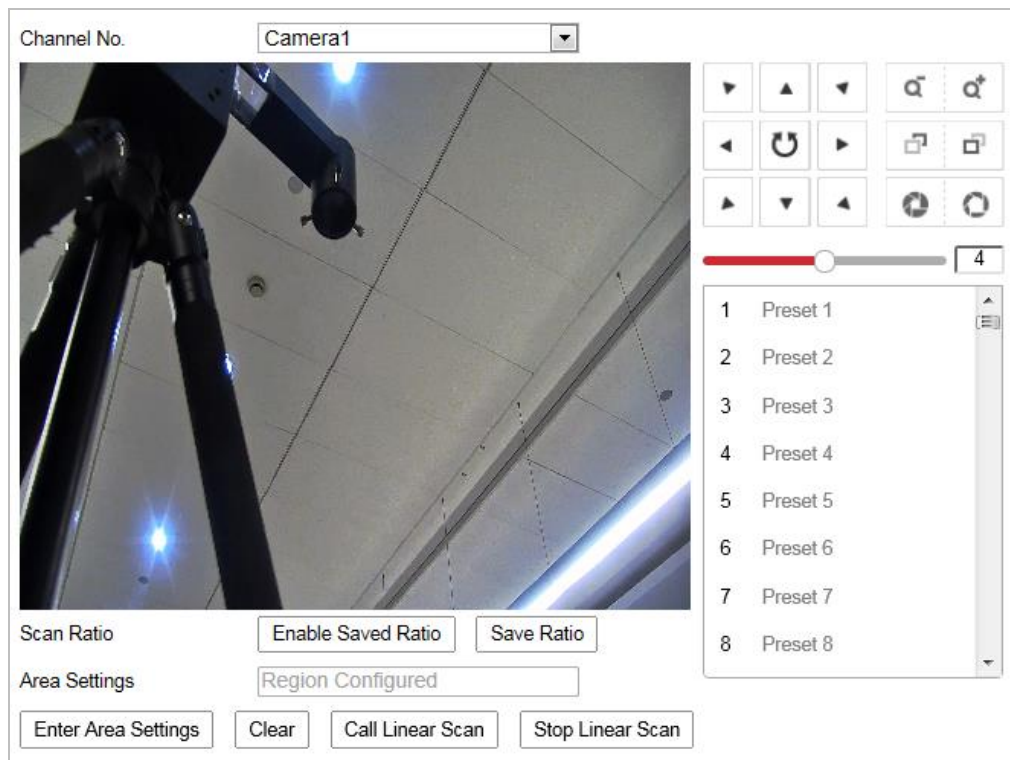 Channel No. Camera1
4
1 Preset 1
2 Preset 2
3 Preset 3
4 Preset 4
5 Preset 5
6 Preset 6
7 Preset 7
8 Preset 8
Scan Ratio Enable Saved Ratio Save Ratio
Area Settings Region Configured
Enter Area Settings Clear Call Linear Scan Stop Linear Scan